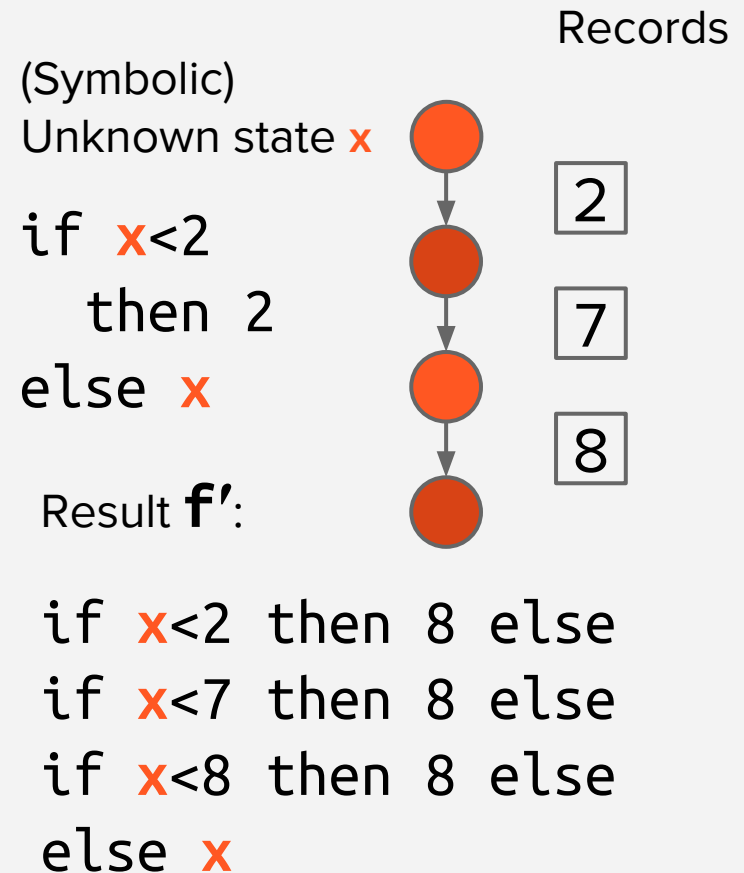 Records
(Symbolic)
Unknown state x
if x<2
then 2
else x
2
7
8
Result f′:
if x<2 then 8 else
if x<7 then 8 else
if x<8 then 8 else
else x